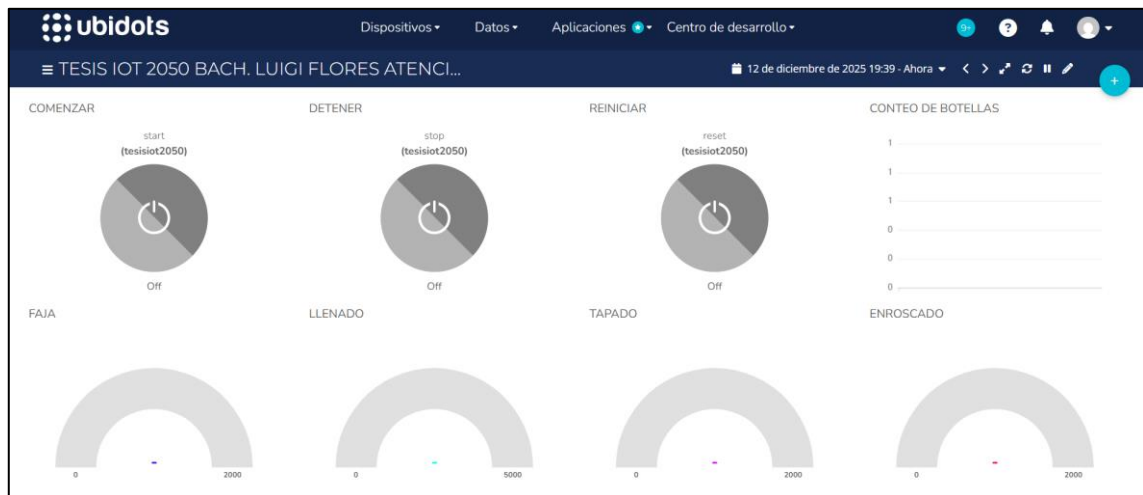 ubidots
Dispositivos
Datos
Aplicaciones
Centro de desarrollo
9+
?
TESIS IOT 2050 BACH. LUIGI FLORES ATENCI...
12 de diciembre de 2025 19:39 - Ahora
+
COMENZAR
start
(tesisiot2050)
Off
DETENER
stop
(tesisiot2050)
Off
REINICIAR
reset
(tesisiot2050)
Off
CONTEO DE BOTELLAS
1
1
1
0
0
0
FAJA
-
0
2000
LLENADO
-
0
5000
TAPADO
-
0
2000
ENROSCADO
-
0
2000